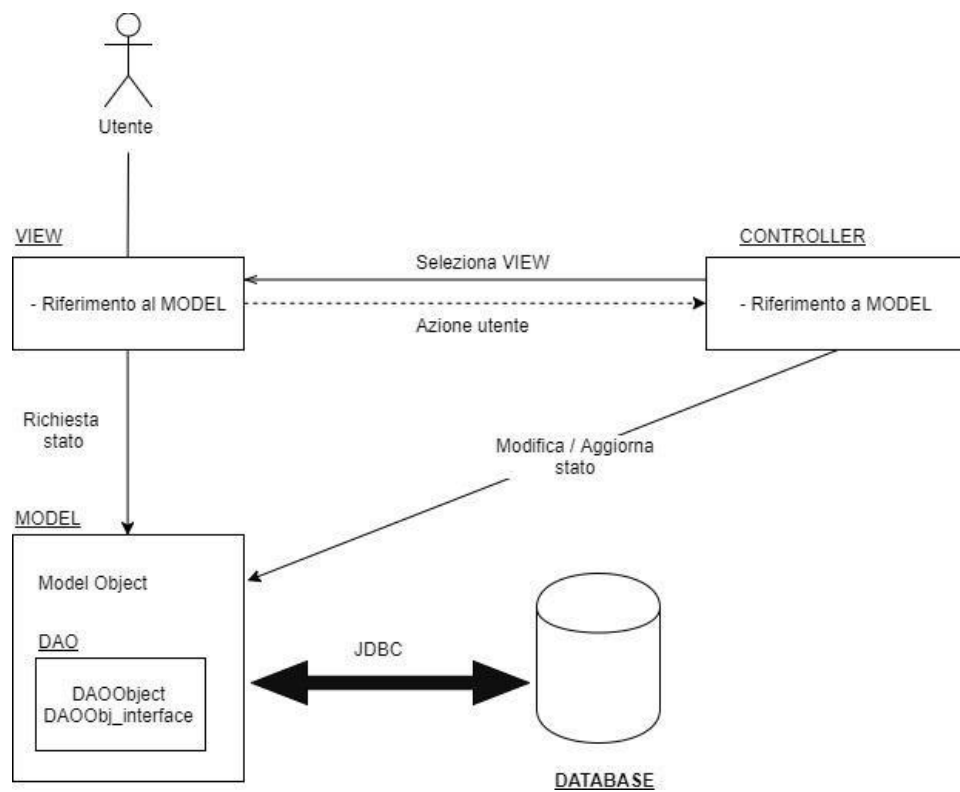 Utente
VIEW
CONTROLLER
Seleziona VIEW
- Riferimento al MODEL
- Riferimento a MODEL
Azione utente
Richiesta
stato
Modifica / Aggiorna
stato
MODEL
Model Object
DAO
JDBC
DAOObject
DAOObj_interface
DATABASE